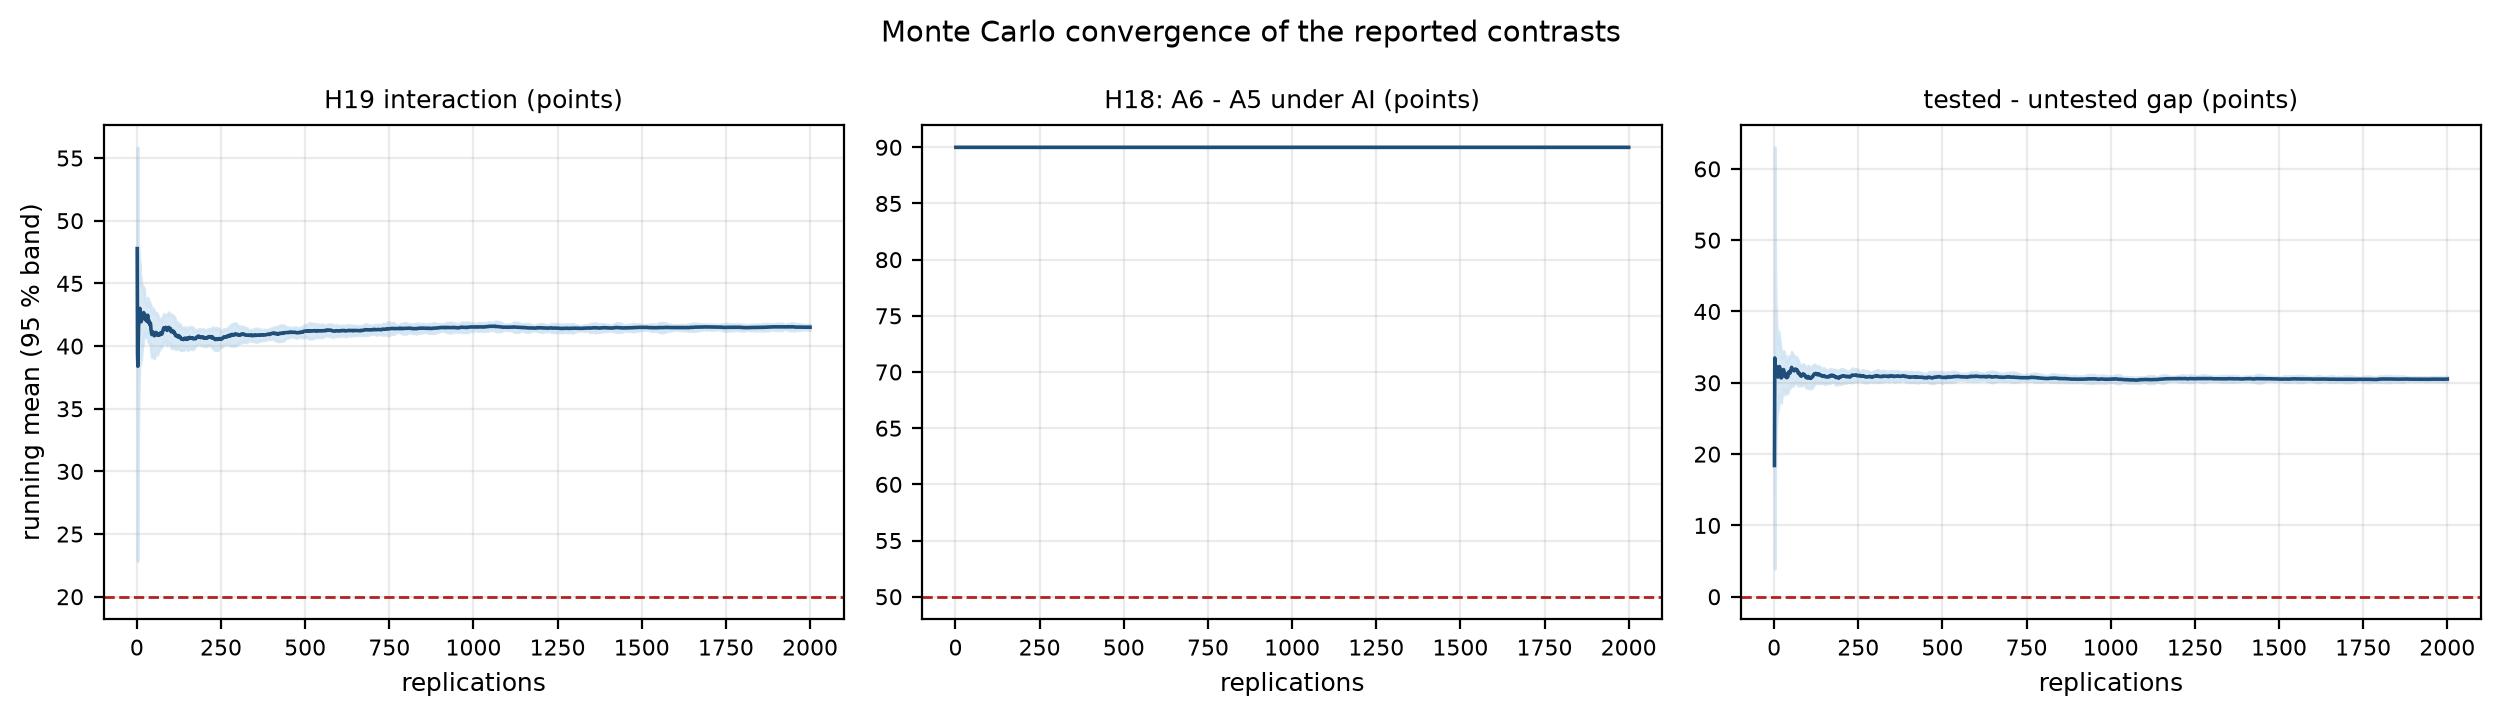 Monte Carlo convergence of the reported contrasts
H19 interaction (points)
running mean (95 % band)
55
50
45
40
35
30
25
20
0 250 500 750 1000 1250 1500 1750 2000
replications
H18: A6 - A5 under AI (points)
90
85
80
75
70
65
60
55
50
0 250 500 750 1000 1250 1500 1750 2000
replications
tested - untested gap (points)
60
50
40
30
20
10
0
0 250 500 750 1000 1250 1500 1750 2000
replications